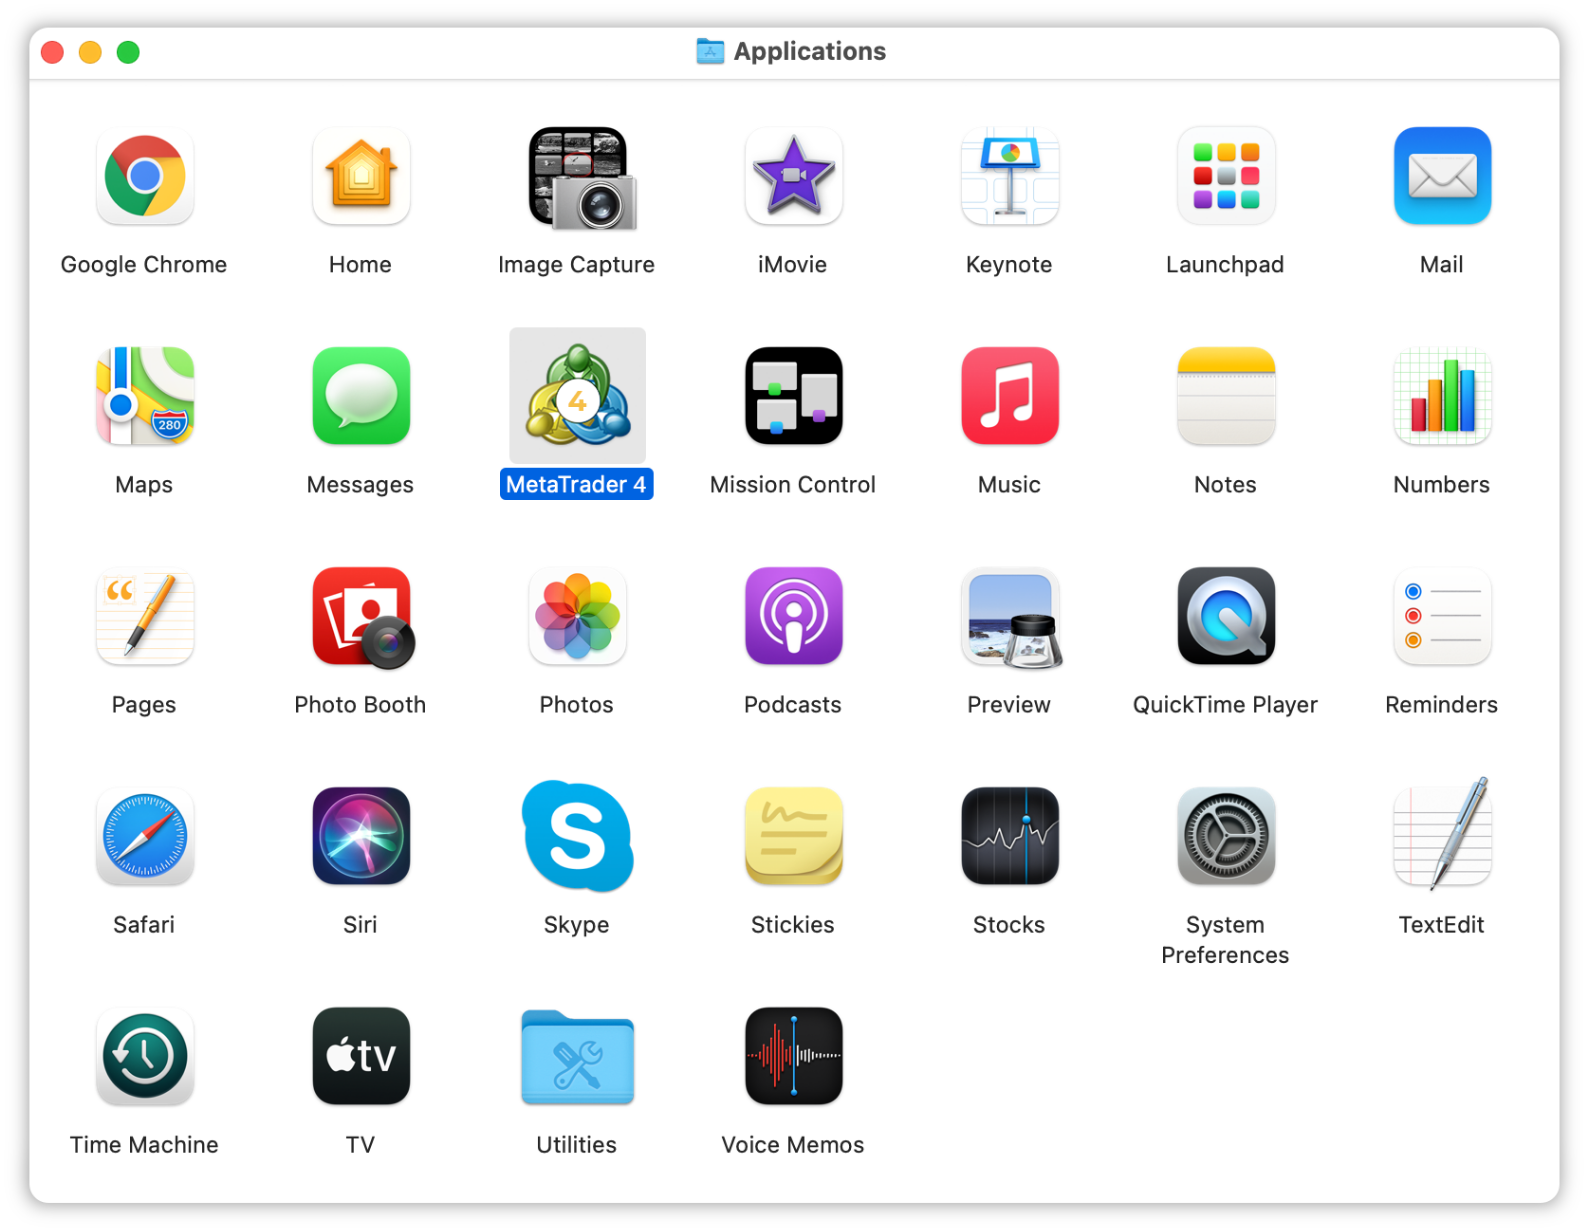 Applications
Google Chrome
Home
Image Capture
iMovie
Keynote
Launchpad
Mail
280
4
Maps
Messages
MetaTrader 4
Mission Control
Music
Notes
Numbers
“
Pages
Photo Booth
Photos
Podcasts
Preview
QuickTime Player
Reminders
S
Safari
Siri
Skype
Stickies
Stocks
System
Preferences
TextEdit
tv
Time Machine
TV
Utilities
Voice Memos